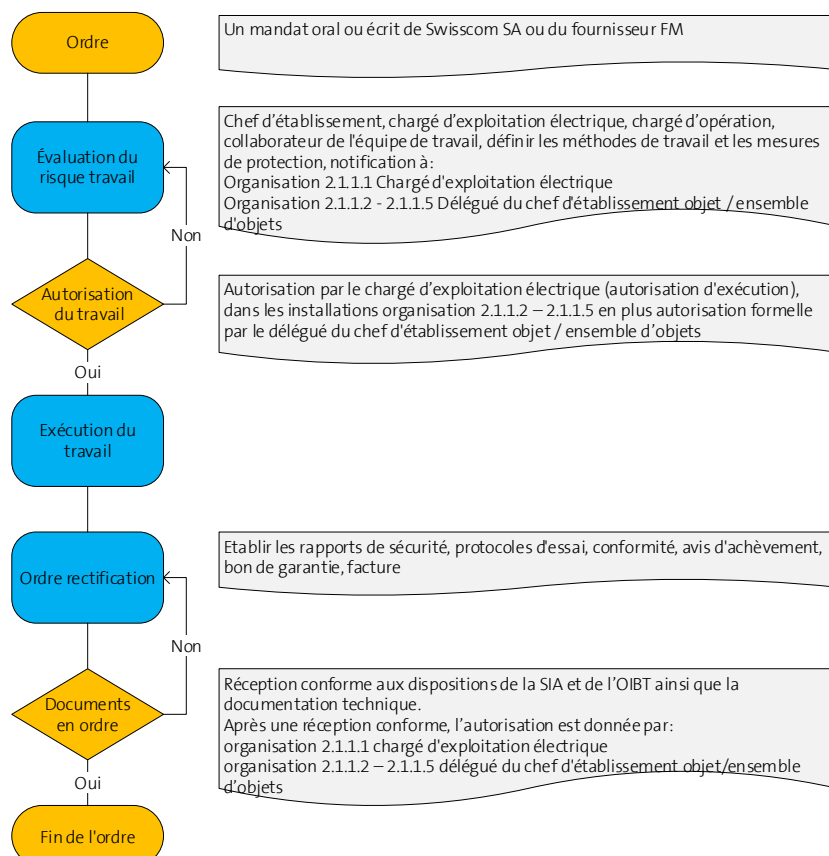 Ordre
Un mandat oral ou écrit de Swisscom SA ou du fournisseur FM
Évaluation du
risque travail
Chef d'établissement, chargé d'exploitation électrique, chargé d'opération,
collaborateur de l'équipe de travail, définir les méthodes de travail et les mesures
de protection, notification à:
Organisation 2.1.1.1 Chargé d'exploitation électrique
Organisation 2.1.1.2 - 2.1.1.5 Délégué du chef d'établissement objet / ensemble
d'objets
Non
Autorisation
du travail
Autorisation par le chargé d'exploitation électrique (autorisation d'exécution),
dans les installations organisation 2.1.1.2 – 2.1.1.5 en plus autorisation formelle
par le délégué du chef d'établissement objet / ensemble d'objets
Oui
Exécution du
travail
Ordre rectification
Etablir les rapports de sécurité, protocoles d'essai, conformité, avis d'achèvement,
bon de garantie, facture
Non
Documents
en ordre
Réception conforme aux dispositions de la SIA et de l'OIBT ainsi que la
documentation technique.
Après une réception conforme, l'autorisation est donnée par:
organisation 2.1.1.1 chargé d'exploitation électrique
organisation 2.1.1.2 – 2.1.1.5 délégué du chef d'établissement objet/ensemble
d'objets
Oui
Fin de l'ordre